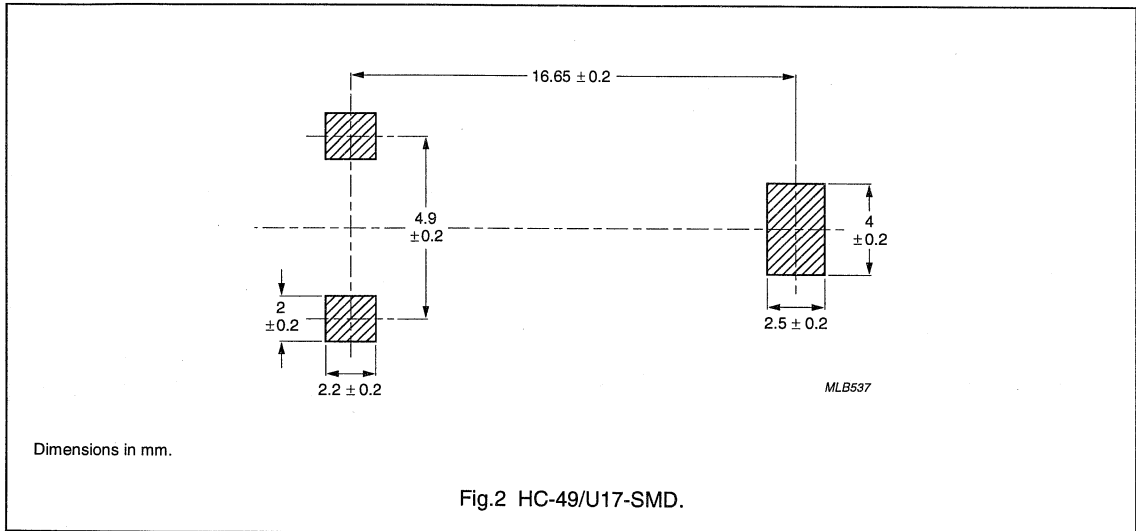 16.65 ± 0.2
4.9
±0.2
4
±0.2
2
±0.2
2.5 ± 0.2
2.2 ± 0.2
MLB537
Dimensions in mm.
Fig.2 HC-49/U17-SMD.